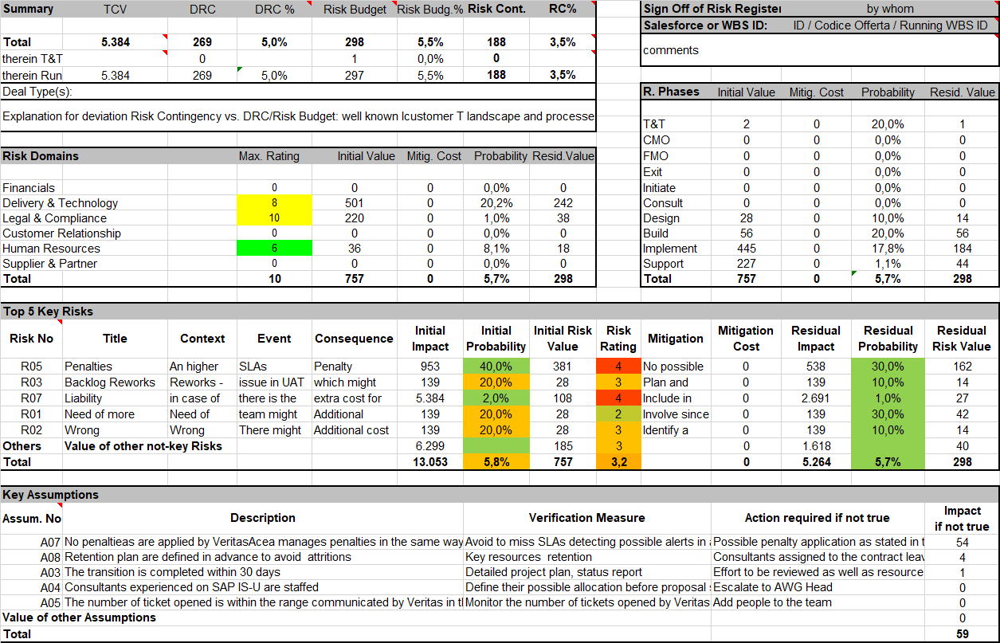 Summary TCV DRC DRC % Risk Budget Risk Budg.% Risk Cont. RC%
Total 5.384 269 5,0% 298 5,5% 188 3,5%
therein T&T 0 1 0,0% 0
therein Run 5.384 269 5,0% 297 5,5% 188 3,5%
Deal Type(s):
Explanation for deviation Risk Contingency vs. DRC/Risk Budget: well known Icustomer T landscape and processe
Sign Off of Risk Register by whom
Salesforce or WBS ID: ID / Codice Offerta / Running WBS ID
comments
Risk Domains Max. Rating Initial Value Mitig. Cost Probability Resid.Value
Financials 0 0 0 0,0% 0
Delivery & Technology 8 501 0 20,2% 242
Legal & Compliance 10 220 0 1,0% 38
Customer Relationship 0 0 0 0,0% 0
Human Resources 6 36 0 8,1% 18
Supplier & Partner 0 0 0 0,0% 0
Total 10 757 0 5,7% 298
R. Phases Initial Value Mitig. Cost Probability Resid. Value
T&T 2 0 20,0% 1
CMO 0 0 0,0% 0
FMO 0 0 0,0% 0
Exit 0 0 0,0% 0
Initiate 0 0 0,0% 0
Consult 0 0 0,0% 0
Design 28 0 10,0% 14
Build 56 0 20,0% 56
Implement 445 0 17,8% 184
Support 227 0 1,1% 44
Total 757 0 5,7% 298
Top 5 Key Risks
Risk No Title Context Event Consequence Initial Impact Initial Probability Initial Risk Value Risk Rating Mitigation Mitigation Cost Residual Impact Residual Probability Residual Risk Value
R05 Penalties An higher SLAs Penalty 953 40,0% 381 4 No possible 0 538 30,0% 162
R03 Backlog Reworks Reworks - issue in UAT which might 139 20,0% 28 3 Plan and 0 139 10,0% 14
R07 Liability in case of there is the extra cost for 5.384 2,0% 108 4 Include in 0 2.691 1,0% 27
R01 Need of more Need of team might Additional 139 20,0% 28 2 Involve since 0 139 30,0% 42
R02 Wrong Wrong There might Additional cost 139 20,0% 28 3 Identify a 0 139 10,0% 14
Others Value of other not-key Risks 6.299 185 3 0 1.618 40
Total 13.053 5,8% 757 3,2 0 5.264 5,7% 298
Key Assumptions
Assum. No Description Verification Measure Action required if not true Impact if not true
A07 No penaltieas are applied by VeritasAcea manages penalties in the same way Avoid to miss SLAs detecting possible alerts in Possible penalty application as stated in t 54
A08 Retention plan are defined in advance to avoid attritions Key resources retention Consultants assigned to the contract leav 4
A03 The transition is completed within 30 days Detailed project plan, status report Effort to be reviewed as well as resource 1
A04 Consultants experienced on SAP IS-U are staffed Define their possible allocation before proposal Escalate to AWG Head 0
A05 The number of ticket opened is within the range communicated by Veritas in t Monitor the number of tickets opened by Veritas Add people to the team 0
Value of other Assumptions 0
Total 59